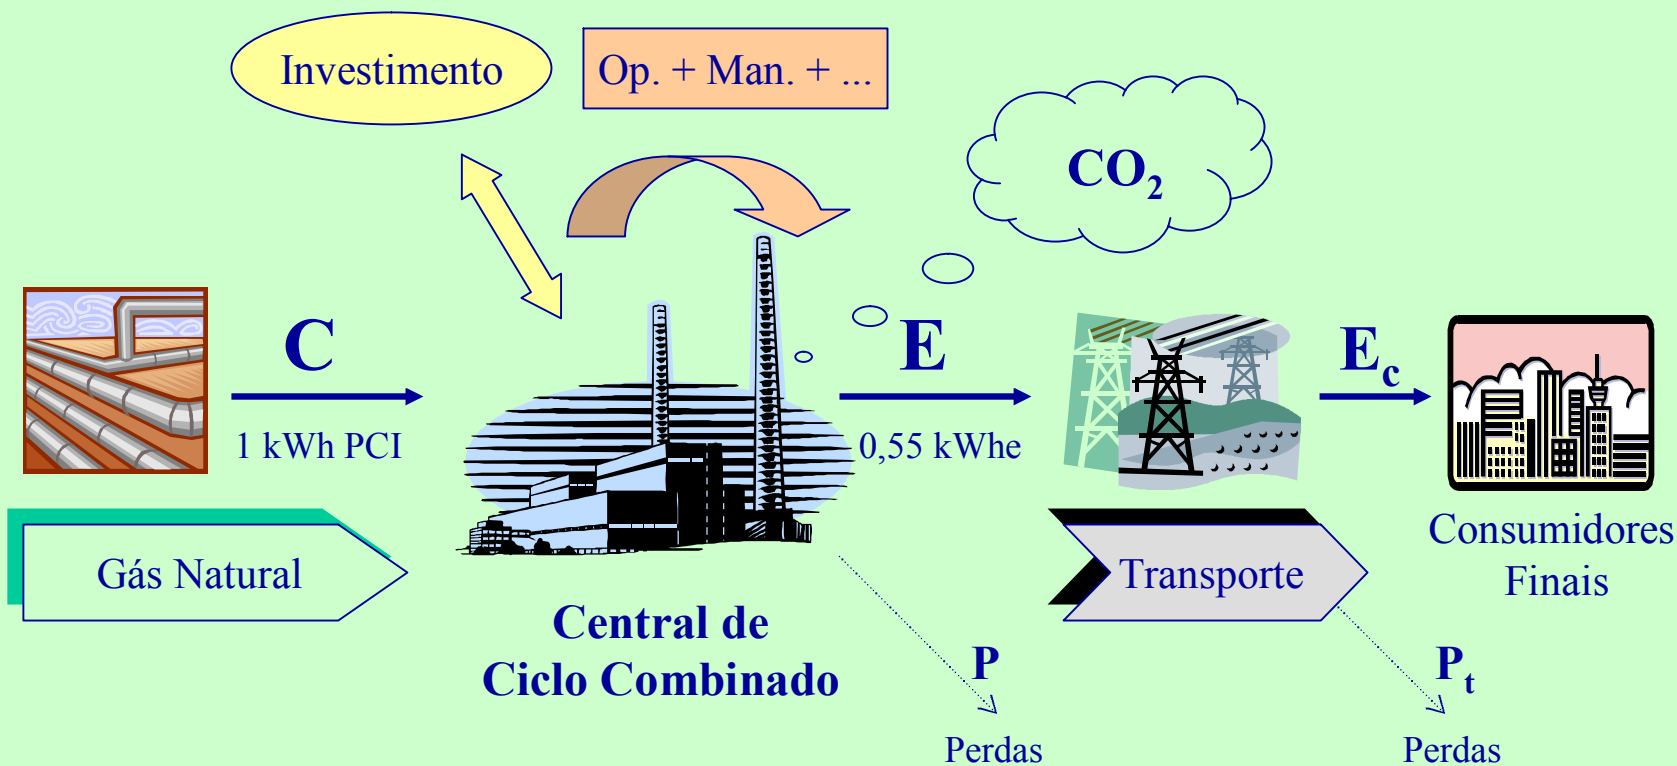 Investimento
Op. + Man. + ...
CO2
C
E
Ec
1 kWh PCI
0,55 kWhe
Gás Natural
Transporte
Consumidores
Finais
Central de
Ciclo Combinado
P
Pt
Perdas
Perdas